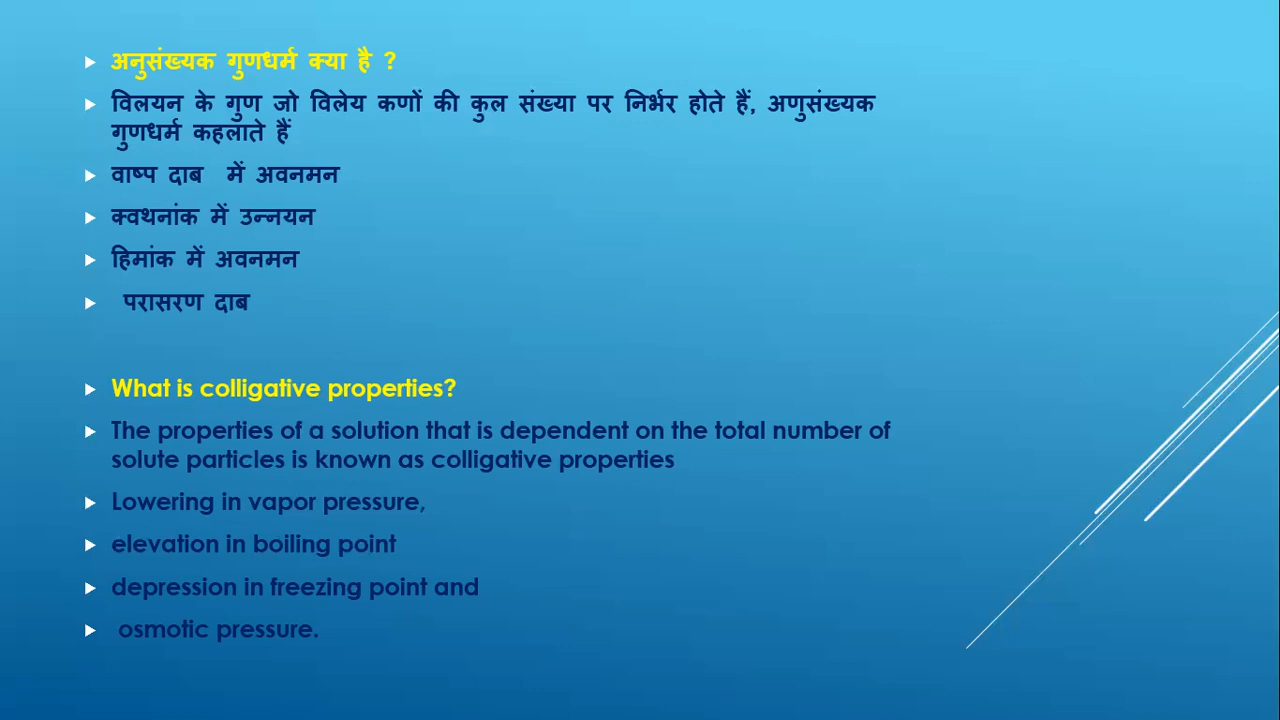 अनुसंख्यक गुणधर्म क्या है ?
विलयन के गुण जो विलेय कणों की कुल संख्या पर निर्भर होते हैं, अणुसंख्यक
गुणधर्म कहलाते हैं
वाष्प दाब में अवनमन
क्वथनांक में उन्नयन
हिमांक में अवनमन
परासरण दाब
What is colligative properties?
The properties of a solution that is dependent on the total number of
solute particles is known as colligative properties
Lowering in vapor pressure,
elevation in boiling point
depression in freezing point and
osmotic pressure.